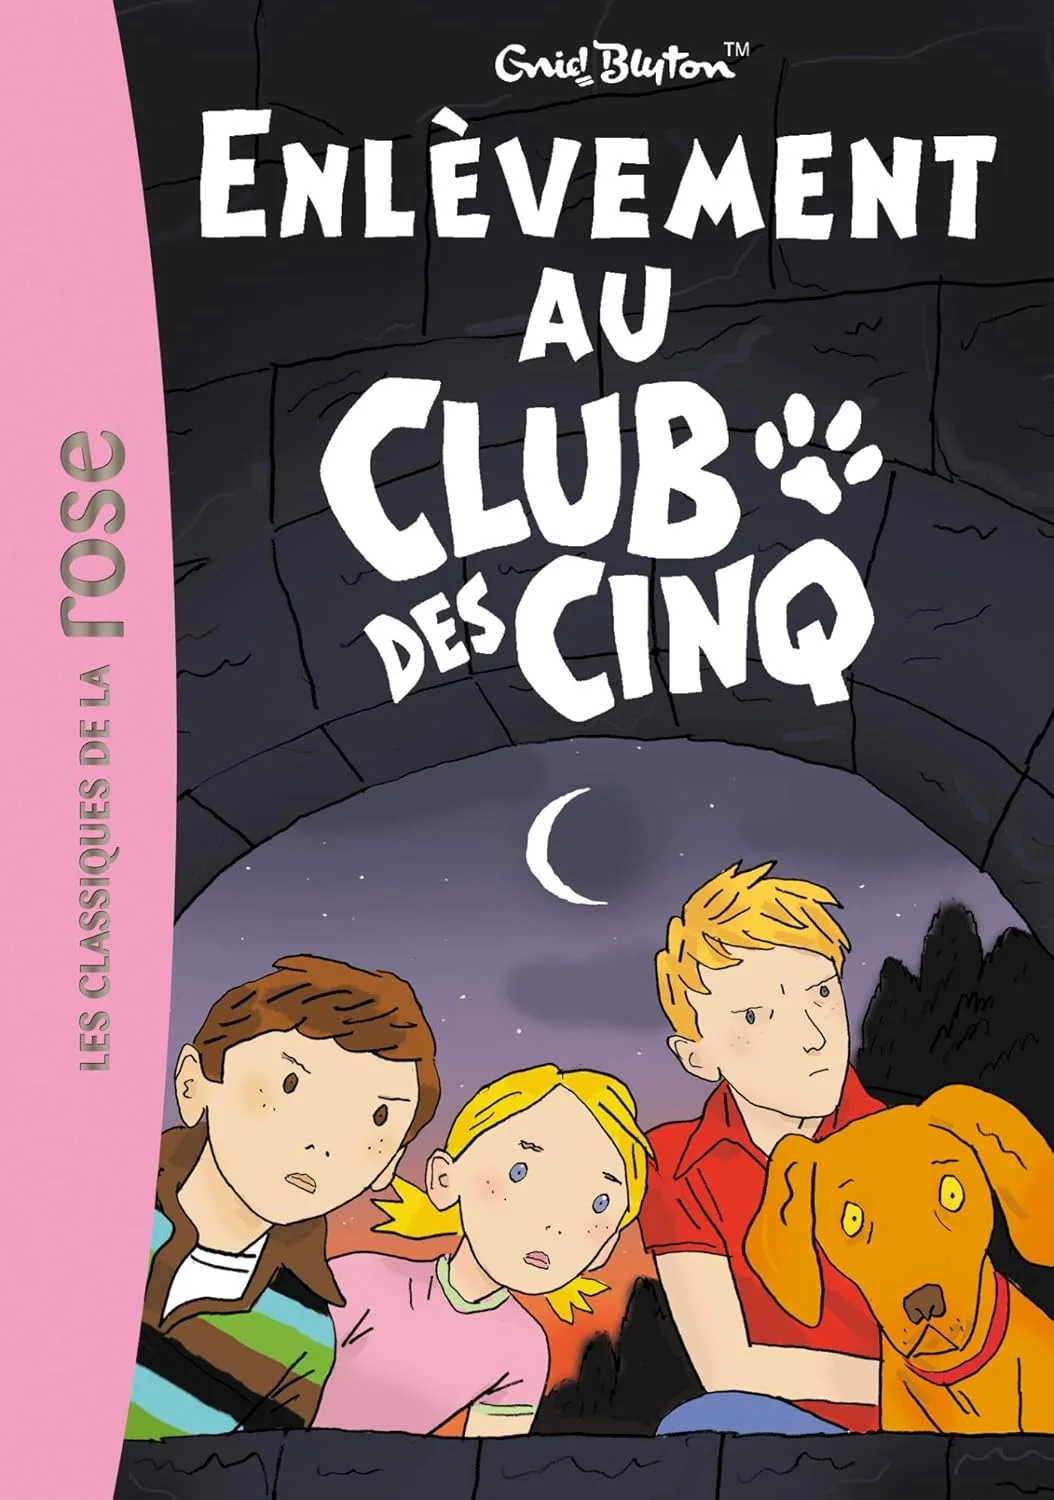 Enid Blyton™
ENLÈVEMENT
AU
CLUB
DES CINQ
LES CLASSIQUES DE LA rose